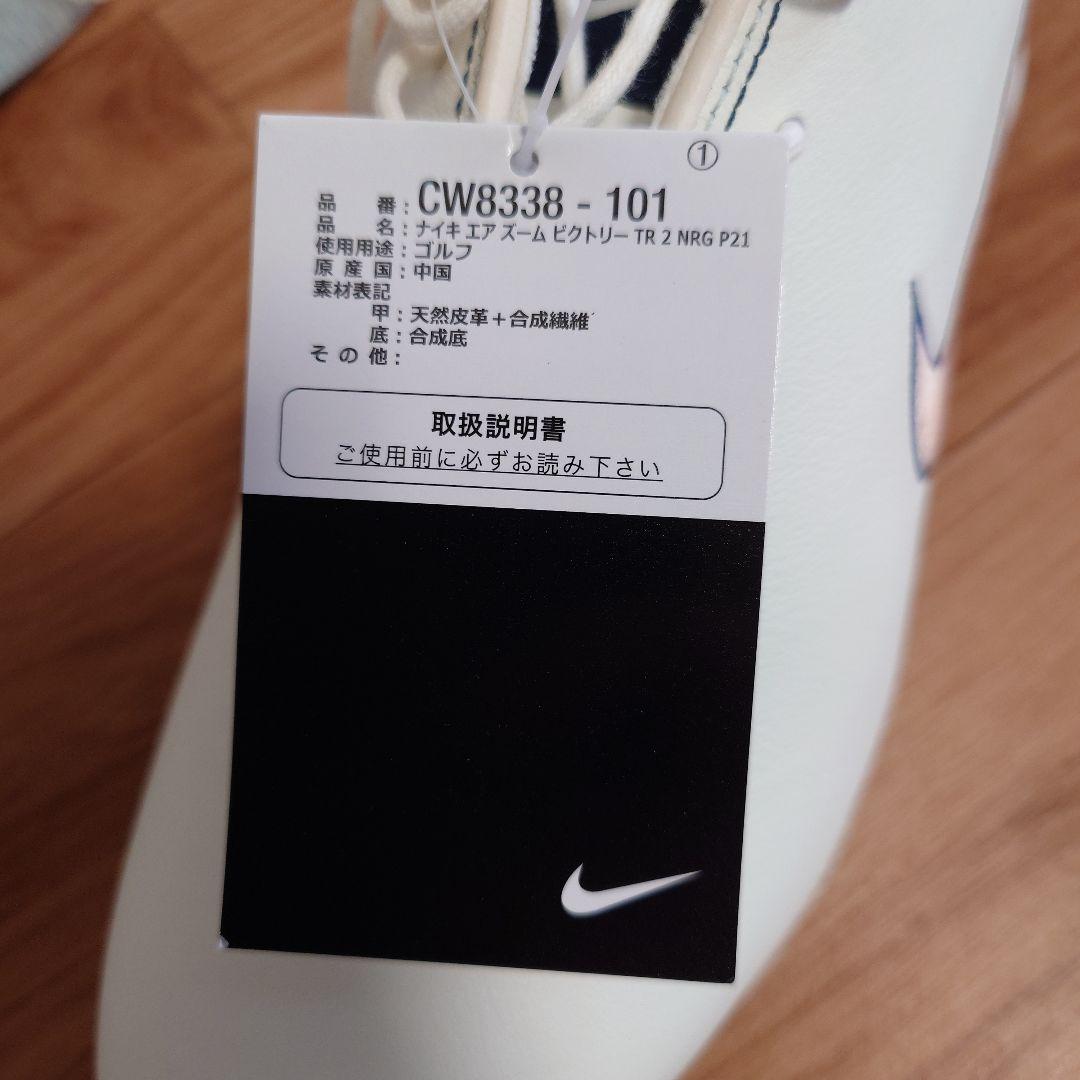 ①
品番：CW8338 - 101
品名：ナイキ エア ズーム ビクトリー TR 2 NRG P21
使用用途：ゴルフ
原産国：中国
素材表記
甲：天然皮革＋合成繊維
底：合成底
その他：
取扱説明書
ご使用前に必ずお読み下さい